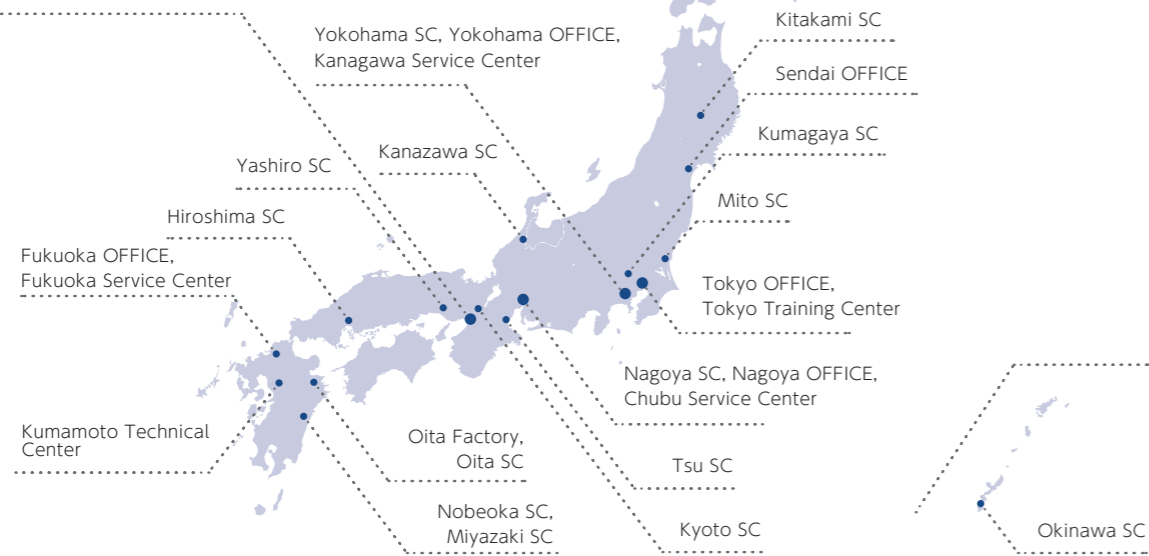 Kitakami SC
Yokohama SC, Yokohama OFFICE,
Kanagawa Service Center
Sendai OFFICE
Kumagaya SC
Kanazawa SC
Yashiro SC
Mito SC
Hiroshima SC
Fukuoka OFFICE,
Fukuoka Service Center
Tokyo OFFICE,
Tokyo Training Center
Nagoya SC, Nagoya OFFICE,
Chubu Service Center
Kumamoto Technical
Center
Oita Factory,
Oita SC
Tsu SC
Nobeoka SC,
Miyazaki SC
Kyoto SC
Okinawa SC